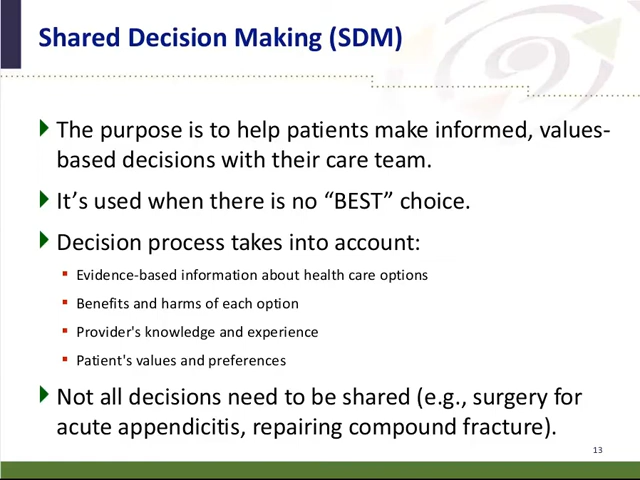 Shared Decision Making (SDM)
The purpose is to help patients make informed, values-
based decisions with their care team.
It’s used when there is no “BEST” choice.
Decision process takes into account:
Evidence-based information about health care options
Benefits and harms of each option
Provider's knowledge and experience
Patient's values and preferences
Not all decisions need to be shared (e.g., surgery for
acute appendicitis, repairing compound fracture).
13